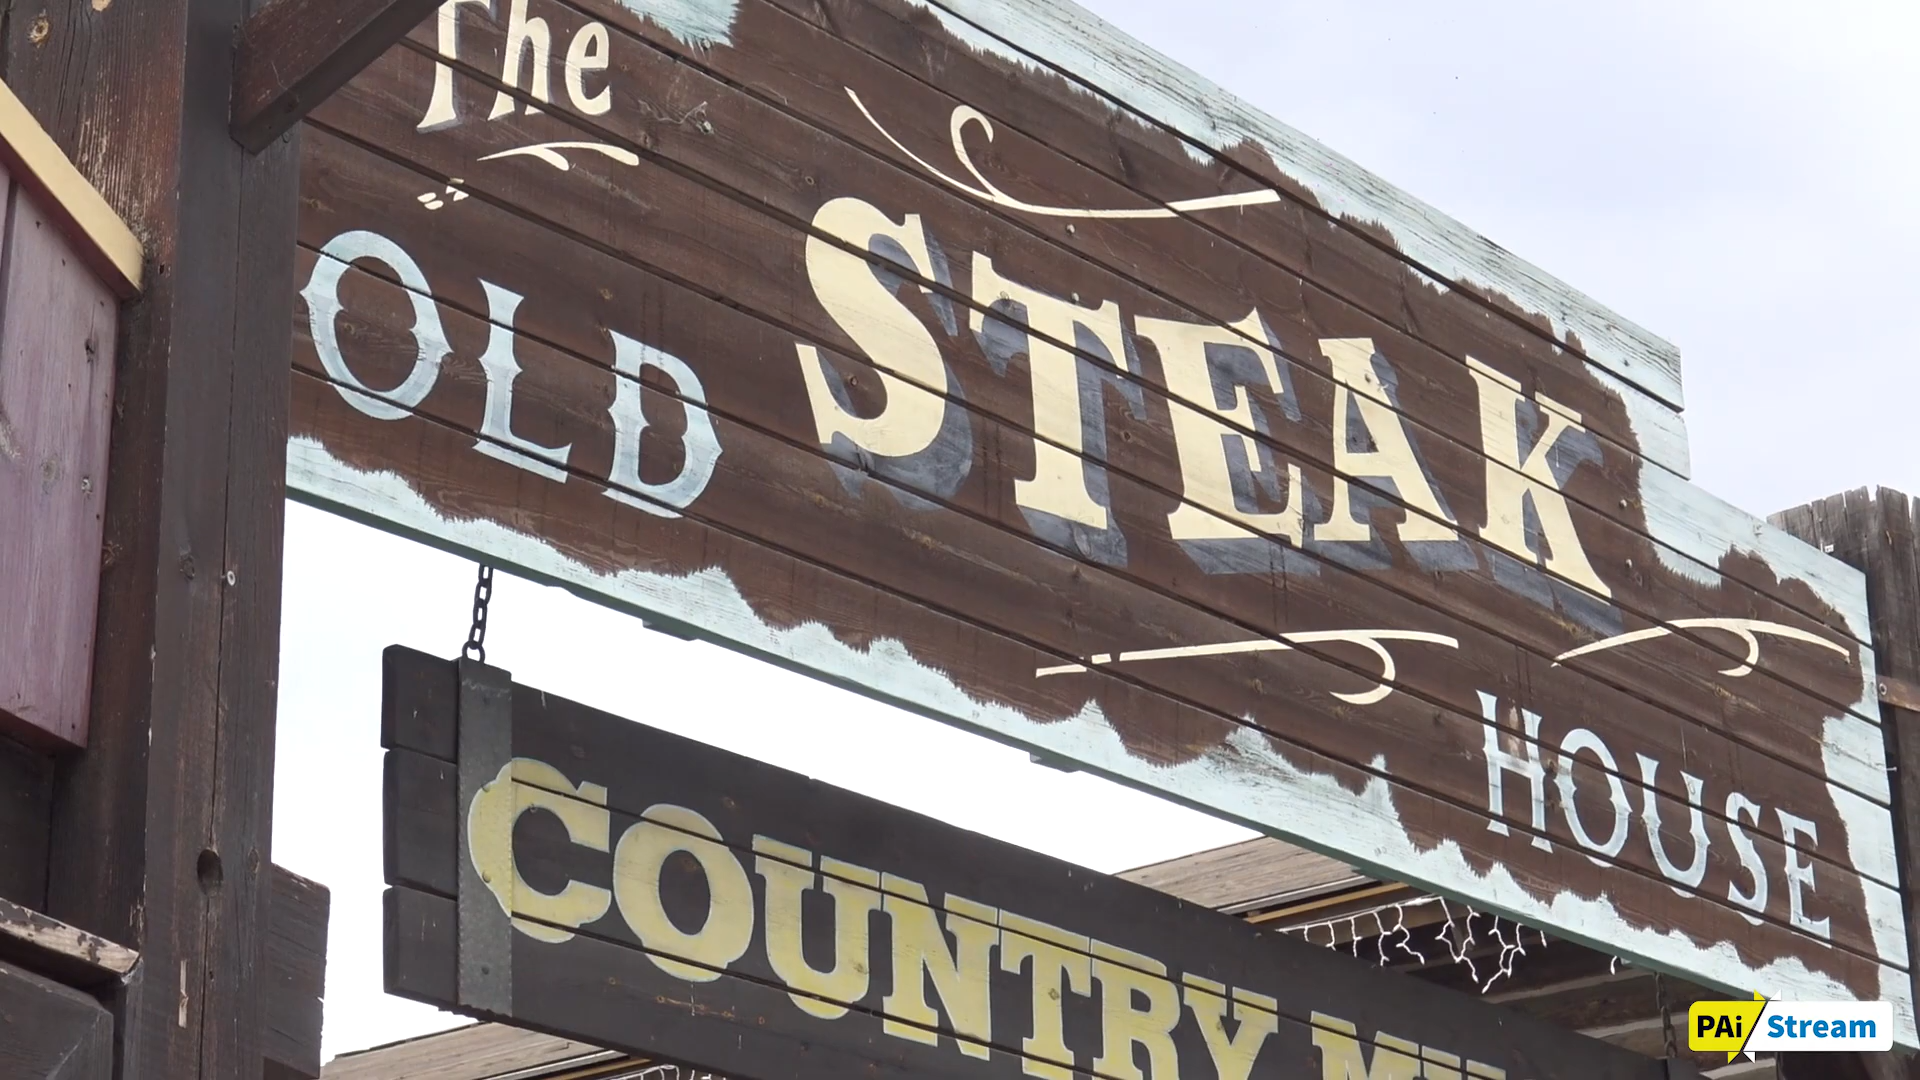 The
OLD STEAK
HOUSE
COUNTRY
PAi Stream